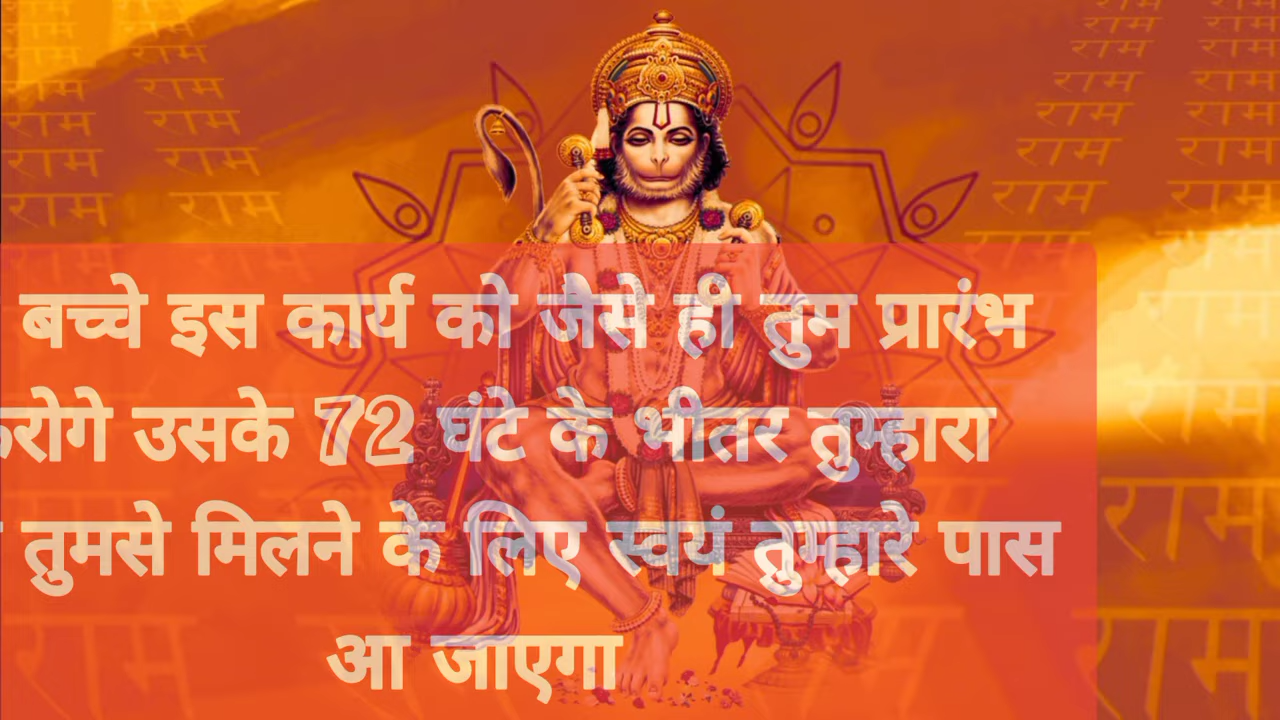 राम राम राम राम
राम राम राम राम
राम राम राम राम
राम राम राम राम
राम राम राम राम
राम राम राम राम
राम राम राम राम
बच्चे इस कार्य को जैसे ही तुम प्रारंभ
उसके 72 घंटे के भीतर तुम्हारा
तुमसे मिलने के लिए स्वयं तुम्हारे पास
राम
आ जाएगा
राम